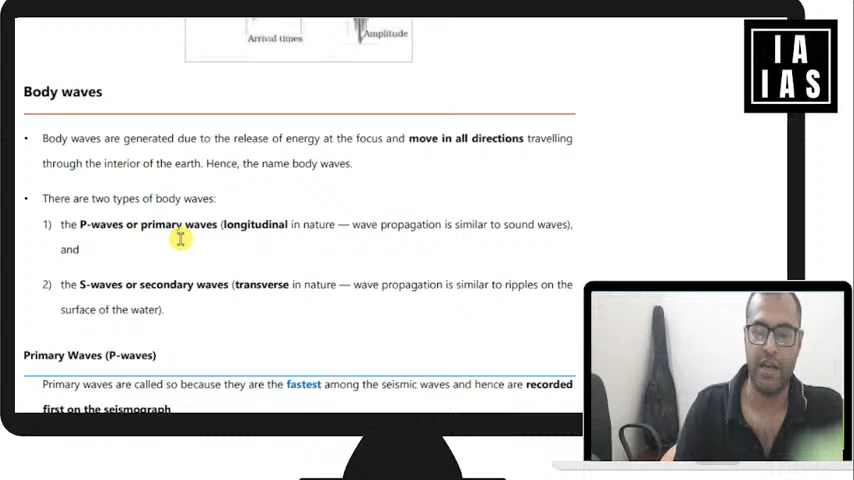 Arrival times
Amplitude
IA
IAS
Body waves
• Body waves are generated due to the release of energy at the focus and move in all directions travelling
through the interior of the earth. Hence, the name body waves.
• There are two types of body waves:
1) the P-waves or primary waves (longitudinal in nature — wave propagation is similar to sound waves),
and
2) the S-waves or secondary waves (transverse in nature — wave propagation is similar to ripples on the
surface of the water).
Primary Waves (P-waves)
Primary waves are called so because they are the fastest among the seismic waves and hence are recorded
first on the seismograph